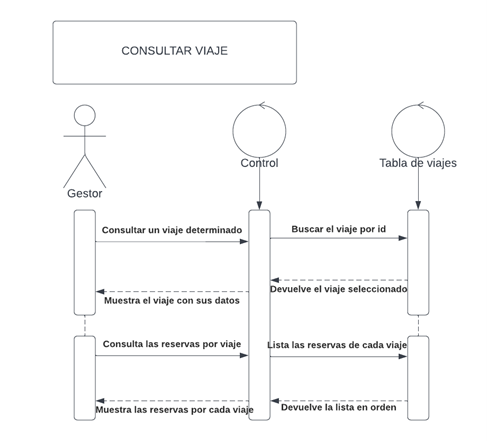 CONSULTAR VIAJE
Control
Tabla de viajes
Gestor
Consultar un viaje determinado
Buscar el viaje por id
Devuelve el viaje seleccionado
Muestra el viaje con sus datos
Consulta las reservas por viaje
Lista las reservas de cada viaje
Muestra las reservas por cada viaje
Devuelve la lista en orden